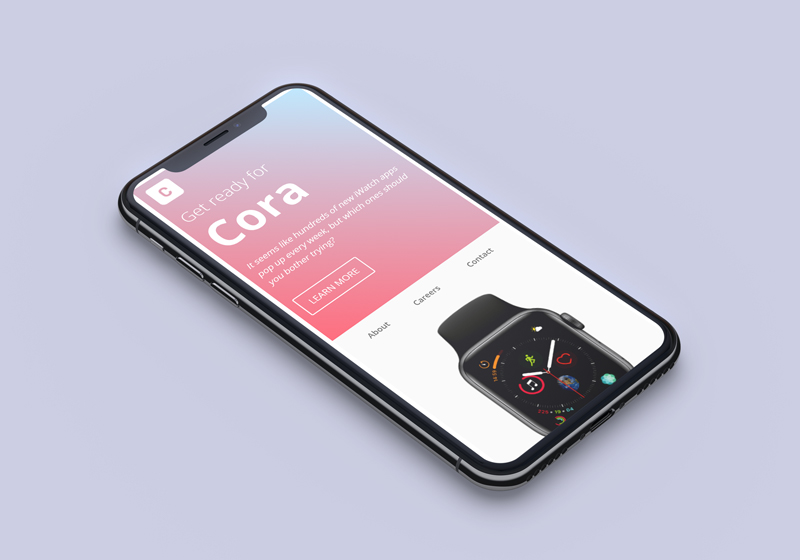 C
Get ready for
Cora
It seems like hundreds of new iWatch apps
pop up every week, but which ones should
you bother trying?
LEARN MORE
About
Careers
Contact